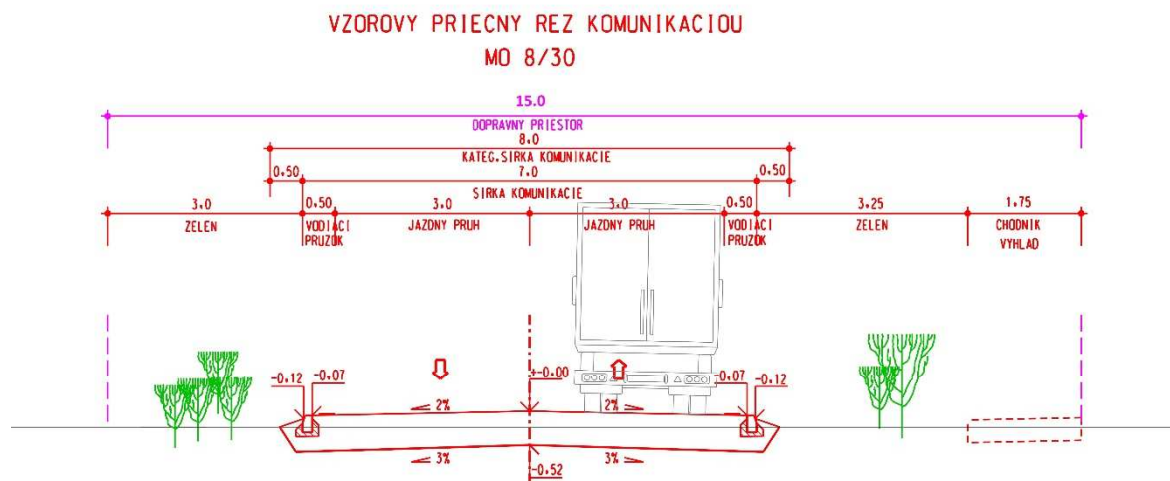 VZOROVY PRIECNY REZ KOMUNIKACIOU
MO 8/30
15.0
DOPRAVNY PRIESTOR
8.0
KATEG.SIRKA KOMUNIKACIE
0.50 7.0 0.50
SIRKA KOMUNIKACIE
3.0 0.50 3.0 3.0 0.50 3.25 1.75
ZELEN VODIACI PRUZOK JAZDNY PRUH JAZDNY PRUH VODIACI PRUZOK ZELEN CHODNIK VYHLAD
-0.12 -0.07 +-0.00 -0.07 -0.12
2% 2%
3% 3%
-0.52